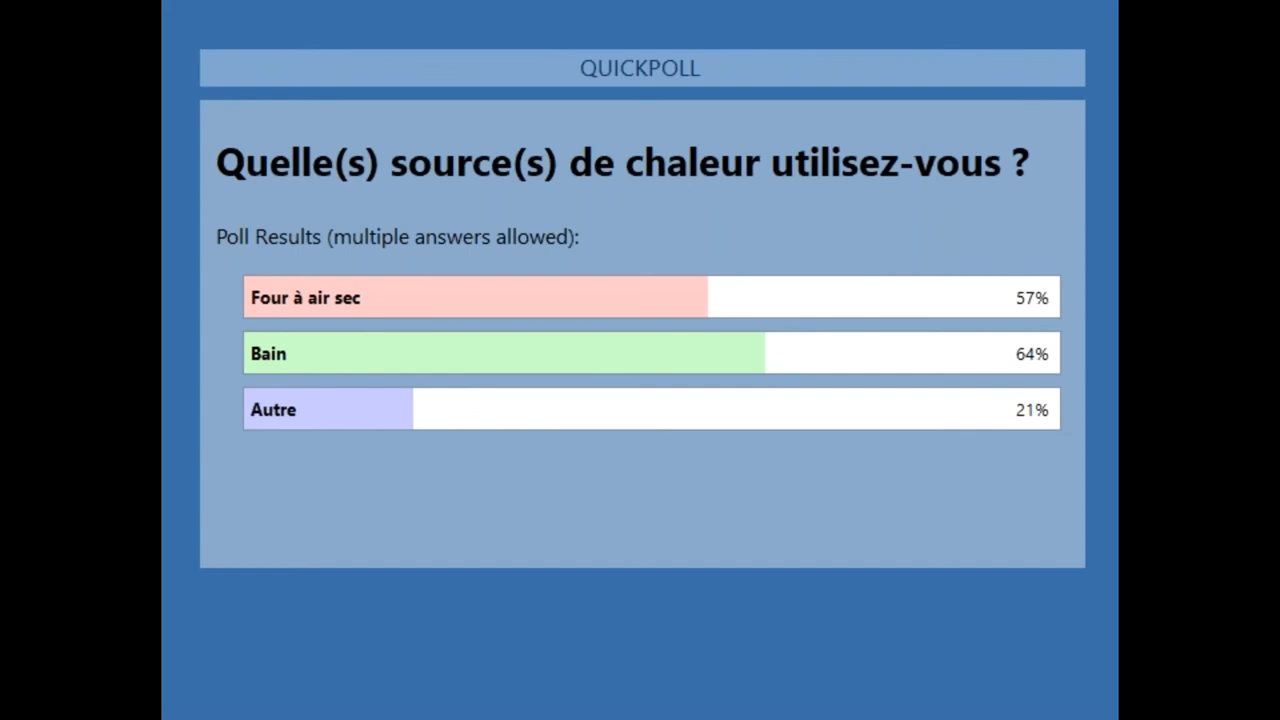 QUICKPOLL
Quelle(s) source(s) de chaleur utilisez-vous ?
Poll Results (multiple answers allowed):
Four à air sec 57%
Bain 64%
Autre 21%